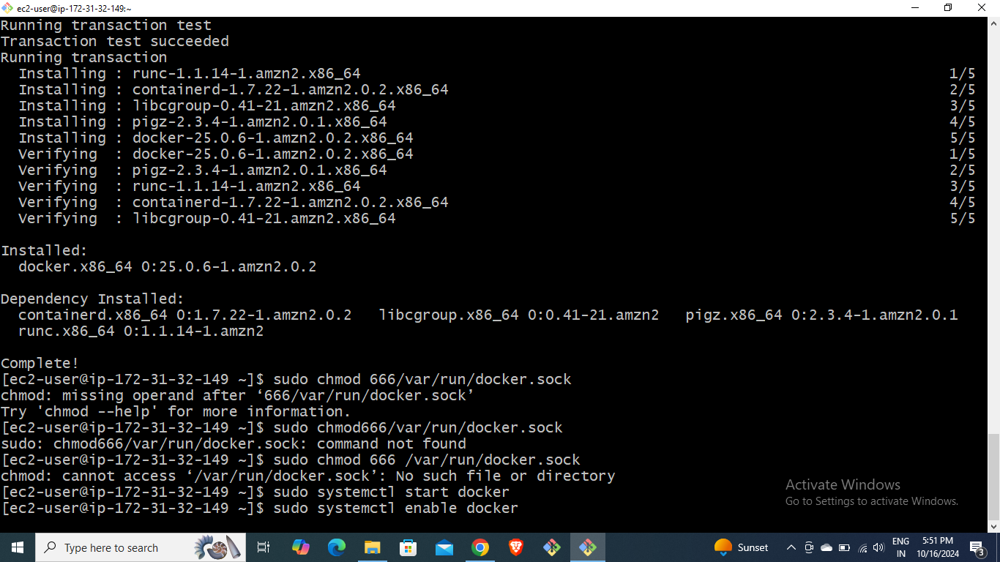 ec2-user@ip-172-31-32-149:~
Running transaction test
Transaction test succeeded
Running transaction
  Installing : runc-1.1.14-1.amzn2.x86_64 1/5
  Installing : containerd-1.7.22-1.amzn2.0.2.x86_64 2/5
  Installing : libcgroup-0.41-21.amzn2.x86_64 3/5
  Installing : pigz-2.3.4-1.amzn2.0.1.x86_64 4/5
  Installing : docker-25.0.6-1.amzn2.0.2.x86_64 5/5
  Verifying  : docker-25.0.6-1.amzn2.0.2.x86_64 1/5
  Verifying  : pigz-2.3.4-1.amzn2.0.1.x86_64 2/5
  Verifying  : runc-1.1.14-1.amzn2.x86_64 3/5
  Verifying  : containerd-1.7.22-1.amzn2.0.2.x86_64 4/5
  Verifying  : libcgroup-0.41-21.amzn2.x86_64 5/5
Installed:
  docker.x86_64 0:25.0.6-1.amzn2.0.2
Dependency Installed:
  containerd.x86_64 0:1.7.22-1.amzn2.0.2   libcgroup.x86_64 0:0.41-21.amzn2   pigz.x86_64 0:2.3.4-1.amzn2.0.1
  runc.x86_64 0:1.1.14-1.amzn2
Complete!
[ec2-user@ip-172-31-32-149 ~]$ sudo chmod 666/var/run/docker.sock
chmod: missing operand after ‘666/var/run/docker.sock’
Try 'chmod --help' for more information.
[ec2-user@ip-172-31-32-149 ~]$ sudo chmod666/var/run/docker.sock
sudo: chmod666/var/run/docker.sock: command not found
[ec2-user@ip-172-31-32-149 ~]$ sudo chmod 666 /var/run/docker.sock
chmod: cannot access ‘/var/run/docker.sock’: No such file or directory
[ec2-user@ip-172-31-32-149 ~]$ sudo systemctl start docker
[ec2-user@ip-172-31-32-149 ~]$ sudo systemctl enable docker
Activate Windows
Go to Settings to activate Windows.
Type here to search
Sunset
ENG
IN
5:51 PM
10/16/2024
3